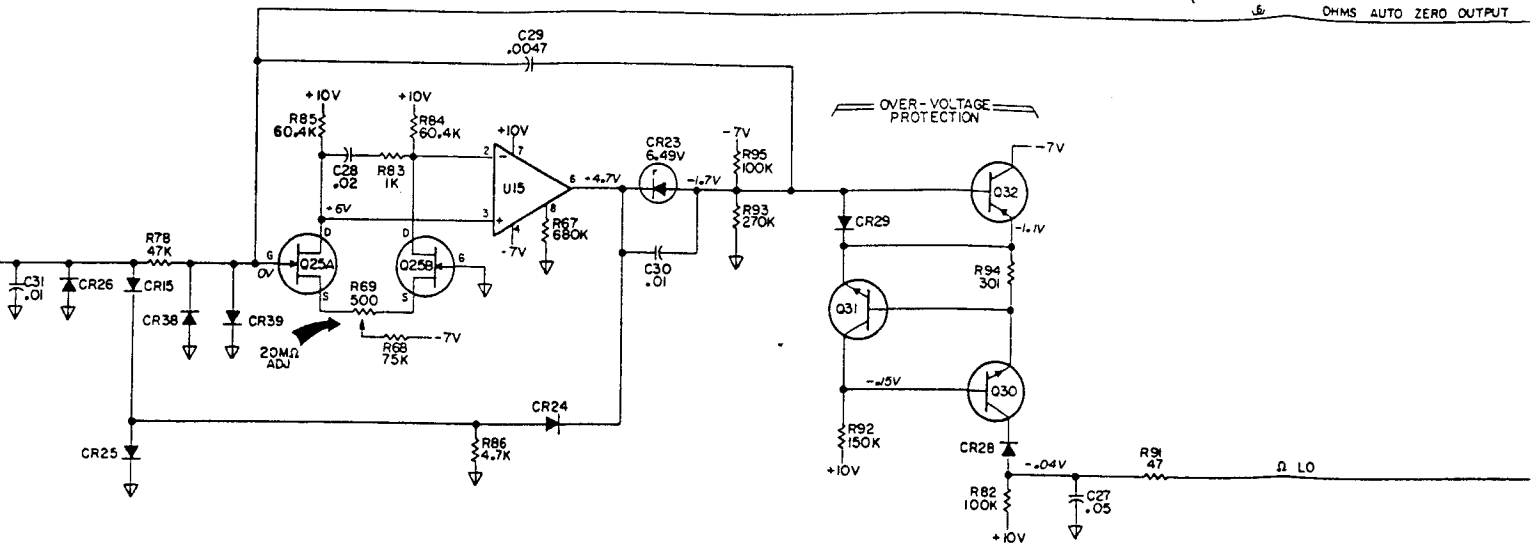 OHMS AUTO ZERO OUTPUT
C29
.0047
+10V
+10V
R85
60.4K
R84
60.4K
OVER-VOLTAGE
PROTECTION
+10V
7
-7V
CR23
6.49V
R95
100K
-7V
C28
.02
R83
1K
2
-
U15
6
+4.7V
-1.7V
Q32
+6V
3
+
8
4
-7V
R67
680K
R93
270K
CR29
-1.1V
R78
47K
D
D
G
0V
Q25A
Q25B
G
C30
.01
R94
301
C31
.01
CR26
CR15
S
R69
500
S
Q31
CR38
CR39
20MΩ
ADJ
R68
75K
-7V
-.15V
Q30
CR24
R92
150K
+10V
CR28
CR25
R86
4.7K
-.04V
R91
47
Ω LO
R82
100K
C27
.05
+10V